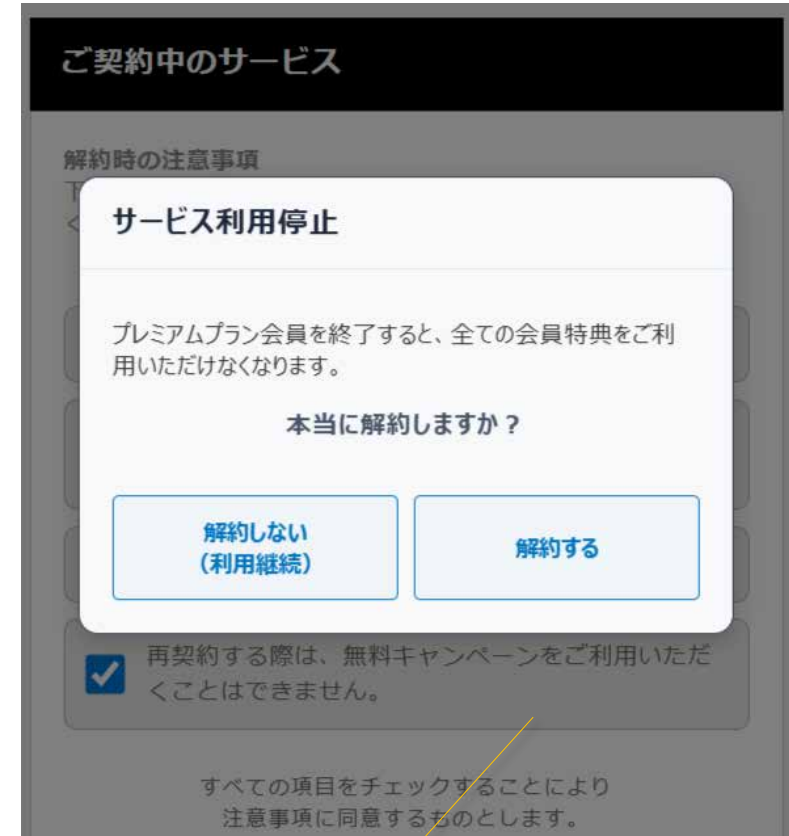 ご契約中のサービス
解約時の注意事項
サービス利用停止
プレミアムプラン会員を終了すると、全ての会員特典をご利
用いただけなくなります。
本当に解約しますか？
解約しない
（利用継続）
解約する
再契約する際は、無料キャンペーンをご利用いただ
くことはできません。
すべての項目をチェックすることにより
注意事項に同意するものとします。